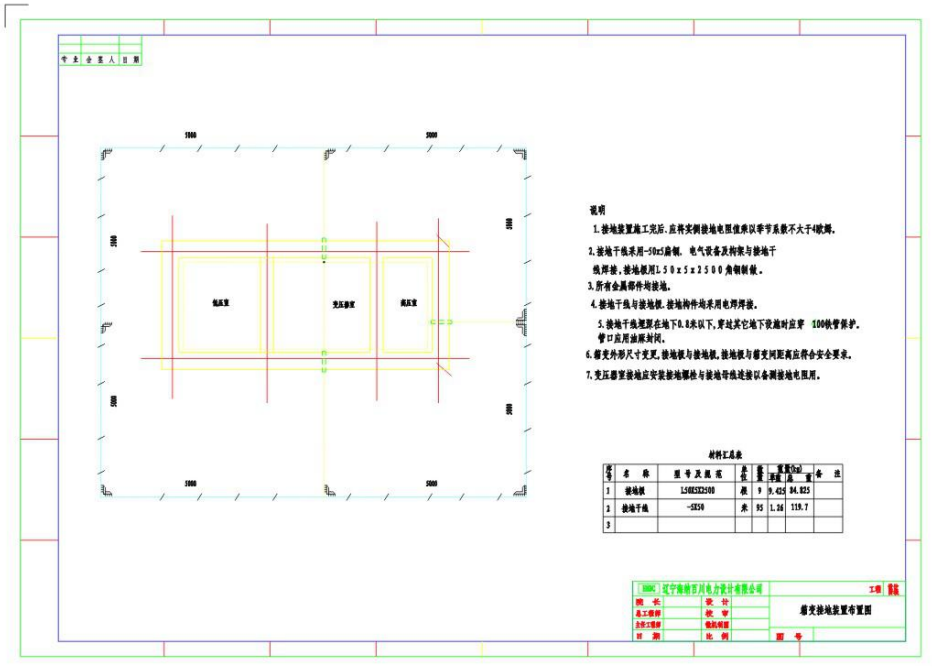 专 业 会 签 人 日 期
5000 5000
5000 5000
低压室 变压器室 高压室
5000 5000
5000 5000
说明
1.接地装置施工完后.应将实侧接地电阻值乘以季节系数不大于4欧姆。
2.接地干线采用-50x5扁钢. 电气设备及构架与接地干
线焊接,接地极用L50x5x2500角钢制做。
3.所有金属部件均接地。
4.接地干线与接地极.接地构件均采用电焊焊接。
5.接地干线埋深在地下0.8米以下,穿过其它地下设施时应穿 100铁管保护。
管口应用油麻封闭。
6.箱变外形尺寸变更,接地极与接地极,接地极与箱变间距离应符合安全要求。
7.变压器室接地应安装接地螺栓与接地母线连接以备测接地电阻用。
材料汇总表
序号 名 称 型号及规范 单位 数量 重量(kg) 备 注
单重 总 重
1 接地极 L50X5X2500 根 9 9.425 84.825
2 接地干线 -5X50 米 95 1.26 119.7
3
辽宁海纳百川电力设计有限公司 工程
院 长 设 计
总工程师 校 审 箱变接地装置布置图
主任工程师 微机制图
日 期 比 例 图 号